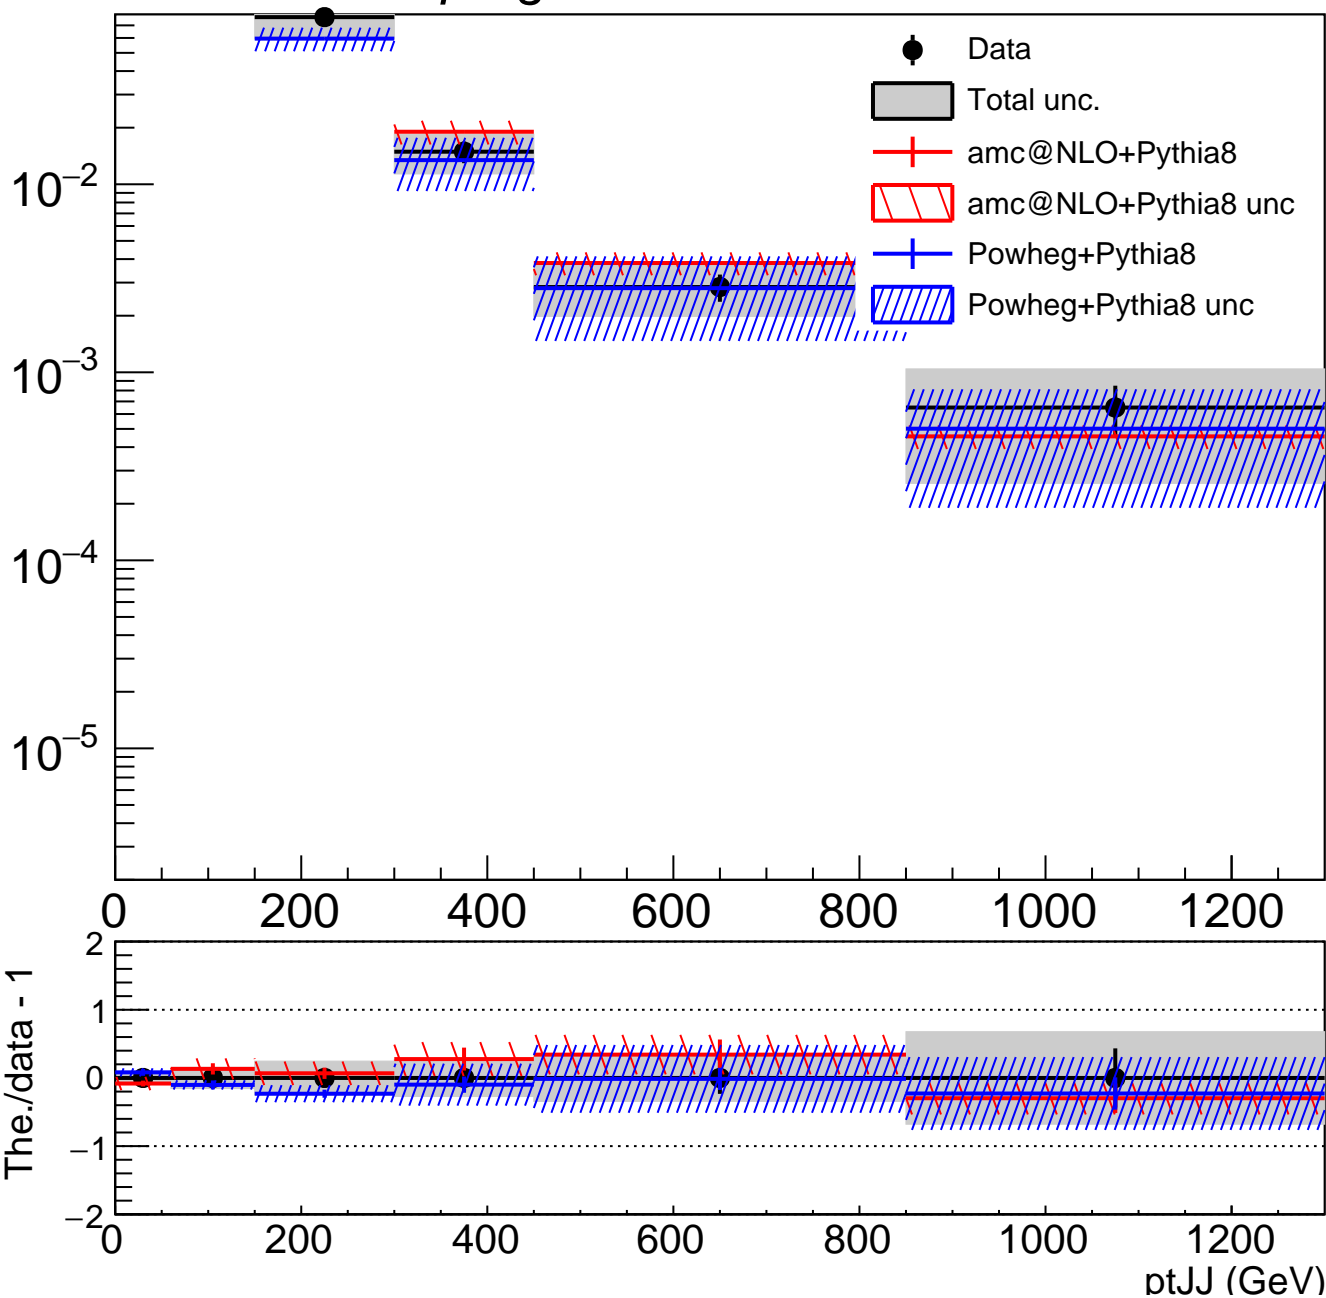 Data
Total unc.
amc@NLO+Pythia8
amc@NLO+Pythia8 unc
Powheg+Pythia8
Powheg+Pythia8 unc
10−2
10−3
10−4
10−5
0 200 400 600 800 1000 1200
The./data - 1
2
1
0
−1
−2
0 200 400 600 800 1000 1200
ptJJ (GeV)